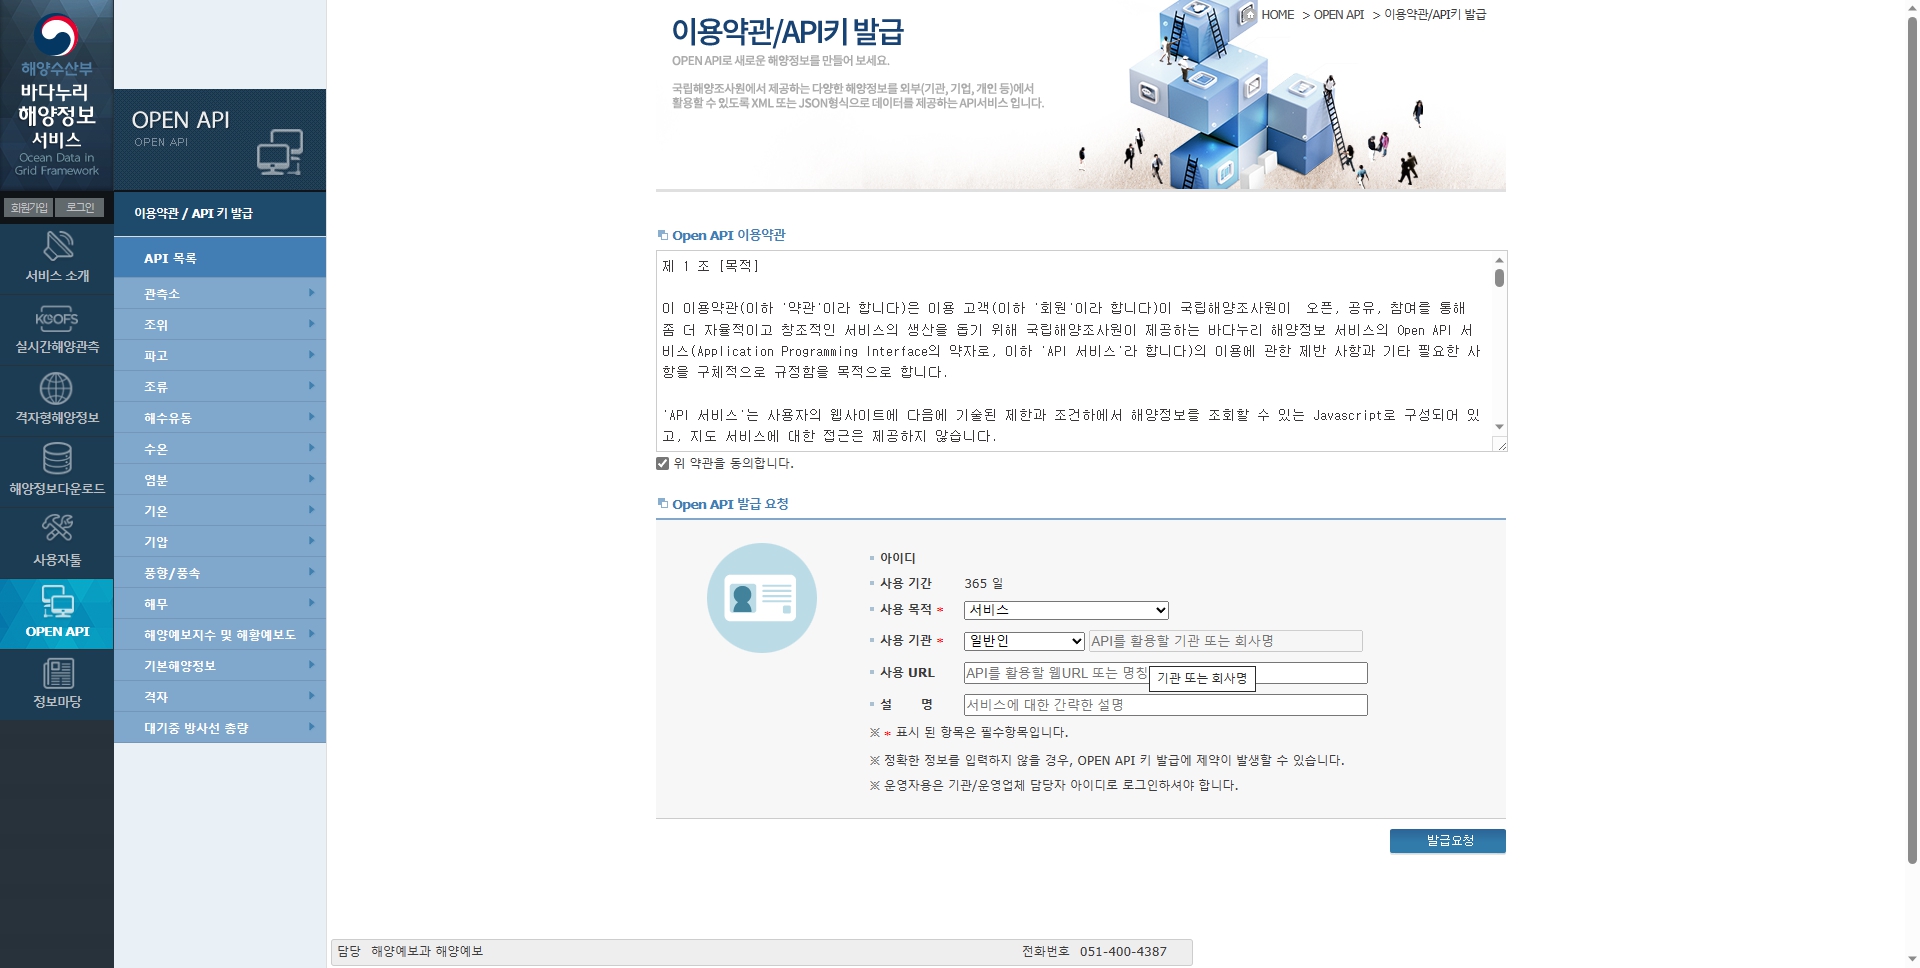 해양수산부
바다누리
해양정보
서비스
Ocean Data in
Grid Framework
회원가입
로그인
서비스 소개
KOOFS
실시간해양관측
격자형해양정보
해양정보다운로드
사용자툴
OPEN API
정보마당
OPEN API
OPEN API
이용약관 / API 키 발급
API 목록
관측소
조위
파고
조류
해수유동
수온
염분
기온
기압
풍향/풍속
해무
해양예보지수 및 해황예보도
기본해양정보
격자
대기중 방사선 총량
HOME > OPEN API > 이용약관/API키 발급
이용약관/API키 발급
OPEN API로 새로운 해양정보를 만들어 보세요.
국립해양조사원에서 제공하는 다양한 해양정보를 외부(기관, 기업, 개인 등)에서
활용할 수 있도록 XML 또는 JSON형식으로 데이터를 제공하는 API서비스 입니다.
Open API 이용약관
제 1 조 [목적]
이 이용약관(이하 '약관'이라 합니다)은 이용 고객(이하 '회원'이라 합니다)이 국립해양조사원이 오픈, 공유, 참여를 통해
좀 더 자율적이고 창조적인 서비스의 생산을 돕기 위해 국립해양조사원이 제공하는 바다누리 해양정보 서비스의 Open API 서
비스(Application Programming Interface의 약자로, 이하 'API 서비스'라 합니다)의 이용에 관한 제반 사항과 기타 필요한 사
항을 구체적으로 규정함을 목적으로 합니다.
'API 서비스'는 사용자의 웹사이트에 다음에 기술된 제한과 조건하에서 해양정보를 조회할 수 있는 Javascript로 구성되어 있
고, 지도 서비스에 대한 접근은 제공하지 않습니다.
위 약관을 동의합니다.
Open API 발급 요청
아이디
사용 기간 365 일
사용 목적 * 서비스
사용 기관 * 일반인 API를 활용할 기관 또는 회사명
사용 URL API를 활용할 웹URL 또는 명칭
기관 또는 회사명
설 명 서비스에 대한 간략한 설명
※ * 표시 된 항목은 필수항목입니다.
※ 정확한 정보를 입력하지 않을 경우, OPEN API 키 발급에 제약이 발생할 수 있습니다.
※ 운영자용은 기관/운영업체 담당자 아이디로 로그인하셔야 합니다.
발급요청
담당 해양예보과 해양예보 전화번호 051-400-4387